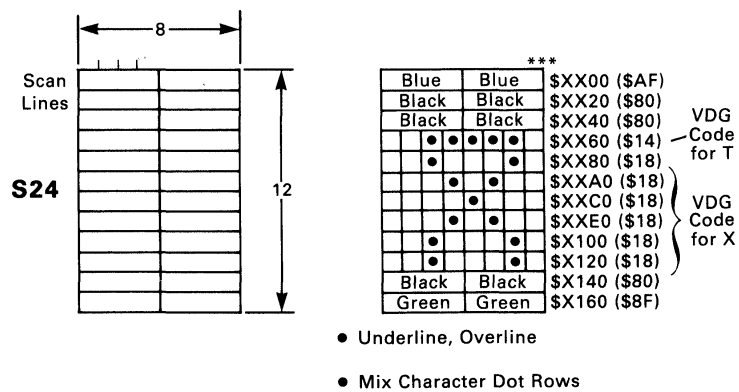 8
Scan
Lines
S24
12
***
Blue Blue $XX00 ($AF)
Black Black $XX20 ($80)
Black Black $XX40 ($80)
$XX60 ($14)
$XX80 ($18)
$XXA0 ($18)
$XXC0 ($18)
$XXE0 ($18)
$X100 ($18)
$X120 ($18)
Black Black $X140 ($80)
Green Green $X160 ($8F)
VDG
Code
for T
VDG
Code
for X
● Underline, Overline
● Mix Character Dot Rows